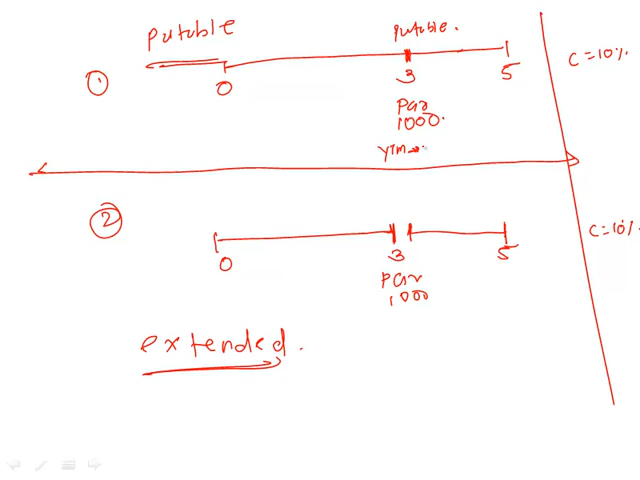 Putable
putable.
C=10%
①
0
3
5
Par
1000.
YTM→
②
C=10%
0
3
5
Par
1000
extended.